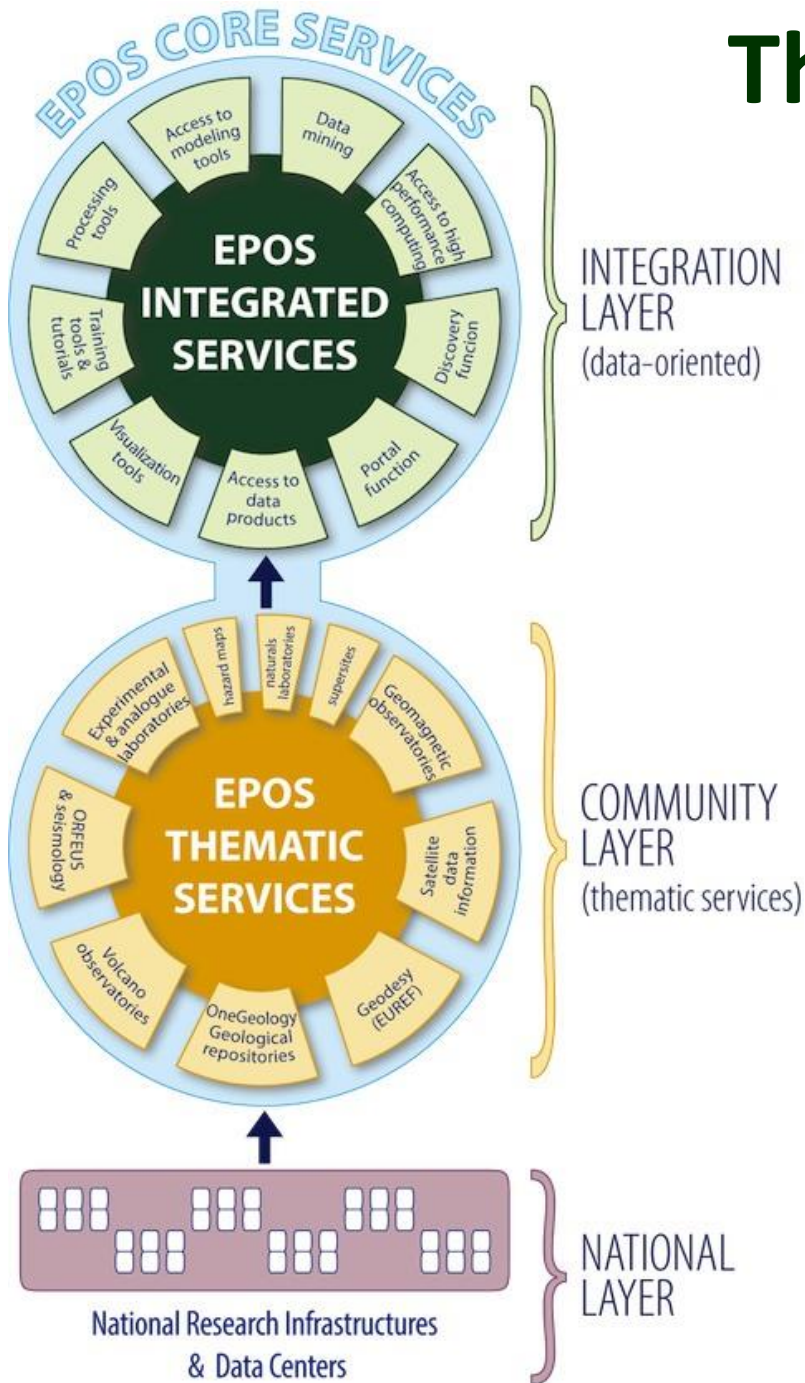 Th
EPOS CORE SERVICES
Access to
modeling
tools
Data
mining
Access to high
performance
computing
Discovery
funcion
Portal
function
Access to
data
products
Visualization
tools
Training
tools &
tutorials
Processing
tools
EPOS
INTEGRATED
SERVICES
INTEGRATION
LAYER
(data-oriented)
Experimental
& analogue
laboratories
hazard maps
naturals
laboratories
supersites
Geomagnetic
observatories
Satellite
data
information
Geodesy
(EUREF)
OneGeology
Geological
repositories
Volcano
observatories
ORFEUS
& seismology
EPOS
THEMATIC
SERVICES
COMMUNITY
LAYER
(thematic services)
National Research Infrastructures
& Data Centers
NATIONAL
LAYER